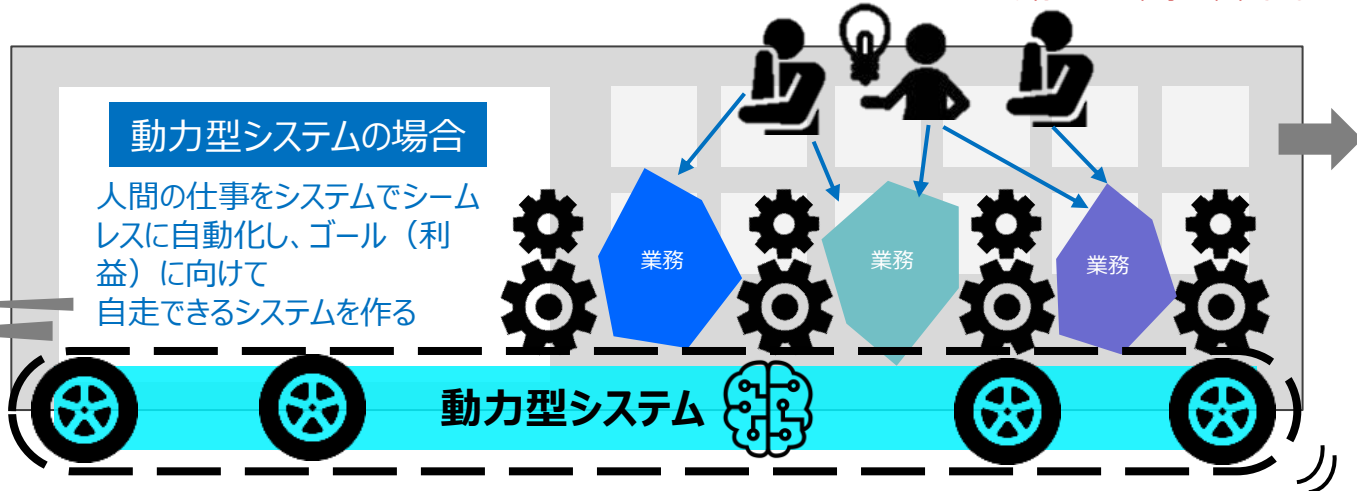 動力型システムの場合
人間の仕事をシステムでシーム
レスに自動化し、ゴール（利
益）に向けて
自走できるシステムを作る
業務
業務
業務
動力型システム